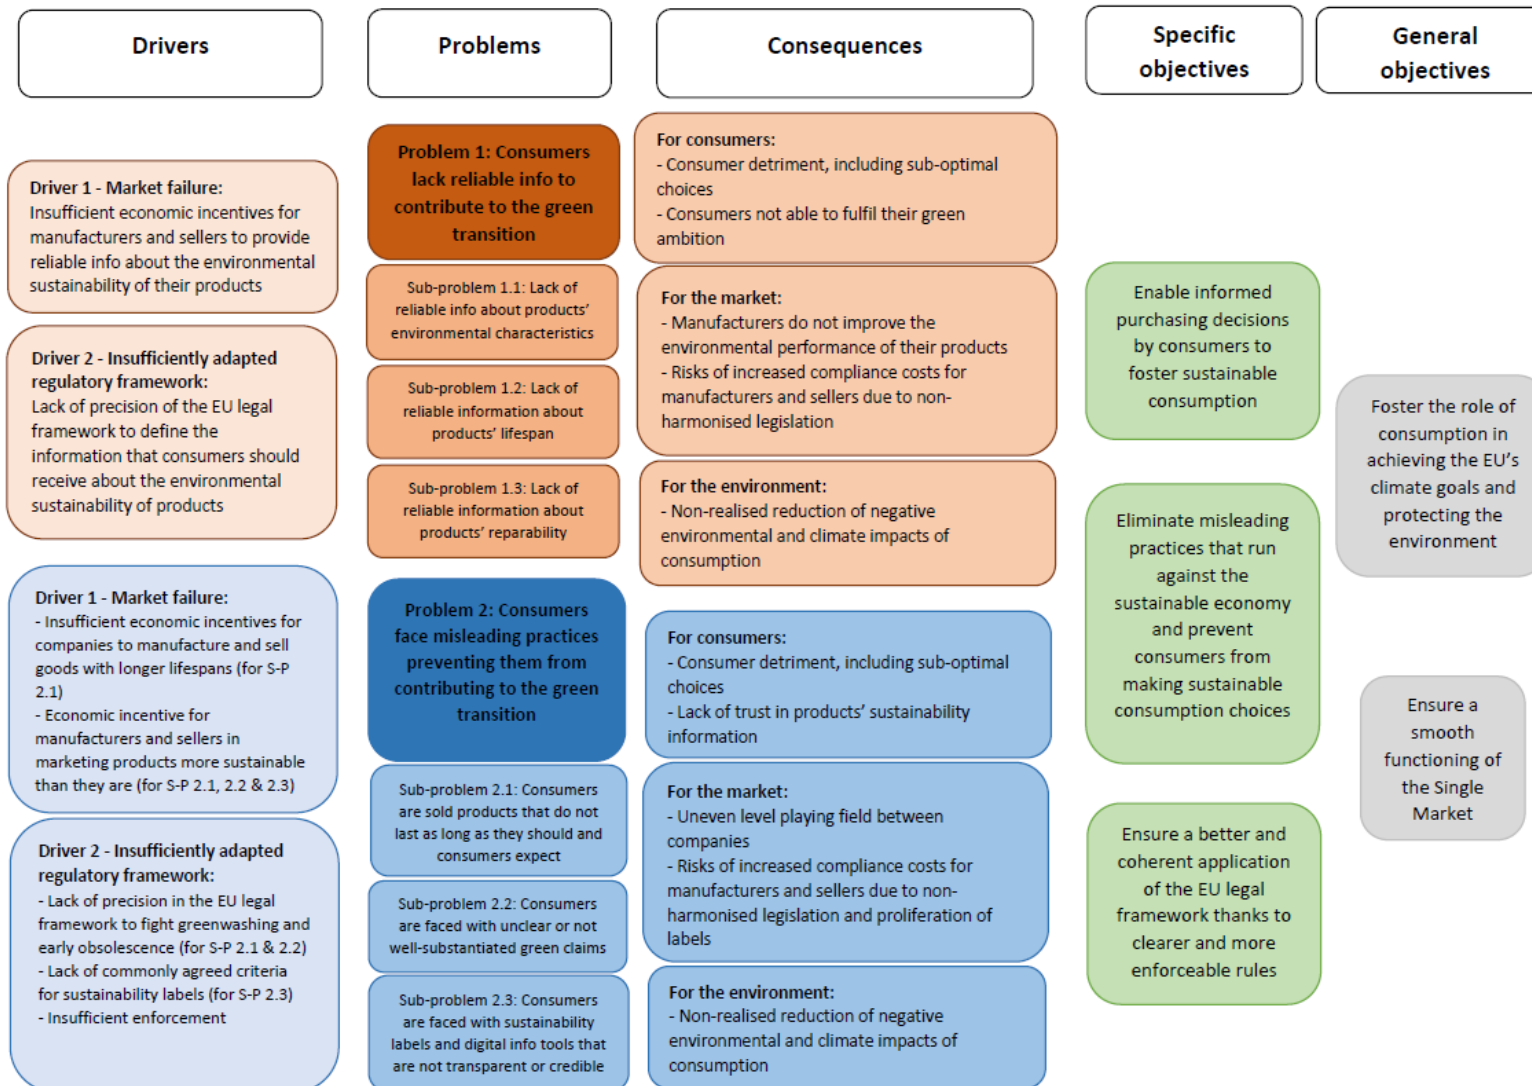 Drivers
Problems
Consequences
Specific
objectives
General
objectives
Driver 1 - Market failure:
Insufficient economic incentives for
manufacturers and sellers to provide
reliable info about the environmental
sustainability of their products
Driver 2 - Insufficiently adapted
regulatory framework:
Lack of precision of the EU legal
framework to define the
information that consumers should
receive about the environmental
sustainability of products
Driver 1 - Market failure:
- Insufficient economic incentives for
companies to manufacture and sell
goods with longer lifespans (for S-P
2.1)
- Economic incentive for
manufacturers and sellers in
marketing products more sustainable
than they are (for S-P 2.1, 2.2 & 2.3)
Driver 2 - Insufficiently adapted
regulatory framework:
- Lack of precision in the EU legal
framework to fight greenwashing and
early obsolescence (for S-P 2.1 & 2.2)
- Lack of commonly agreed criteria
for sustainability labels (for S-P 2.3)
- Insufficient enforcement
Problem 1: Consumers
lack reliable info to
contribute to the green
transition
Sub-problem 1.1: Lack of
reliable info about products’
environmental characteristics
Sub-problem 1.2: Lack of
reliable information about
products’ lifespan
Sub-problem 1.3: Lack of
reliable information about
products’ reparability
Problem 2: Consumers
face misleading practices
preventing them from
contributing to the green
transition
Sub-problem 2.1: Consumers
are sold products that do not
last as long as they should and
consumers expect
Sub-problem 2.2: Consumers
are faced with unclear or not
well-substantiated green claims
Sub-problem 2.3: Consumers
are faced with sustainability
labels and digital info tools that
are not transparent or credible
For consumers:
- Consumer detriment, including sub-optimal
choices
- Consumers not able to fulfil their green
ambition
For the market:
- Manufacturers do not improve the
environmental performance of their products
- Risks of increased compliance costs for
manufacturers and sellers due to non-
harmonised legislation
For the environment:
- Non-realised reduction of negative
environmental and climate impacts of
consumption
For consumers:
- Consumer detriment, including sub-optimal
choices
- Lack of trust in products’ sustainability
information
For the market:
- Uneven level playing field between
companies
- Risks of increased compliance costs for
manufacturers and sellers due to non-
harmonised legislation and proliferation of
labels
For the environment:
- Non-realised reduction of negative
environmental and climate impacts of
consumption
Enable informed
purchasing decisions
by consumers to
foster sustainable
consumption
Eliminate misleading
practices that run
against the
sustainable economy
and prevent
consumers from
making sustainable
consumption choices
Ensure a better and
coherent application
of the EU legal
framework thanks to
clearer and more
enforceable rules
Foster the role of
consumption in
achieving the EU’s
climate goals and
protecting the
environment
Ensure a
smooth
functioning of
the Single
Market